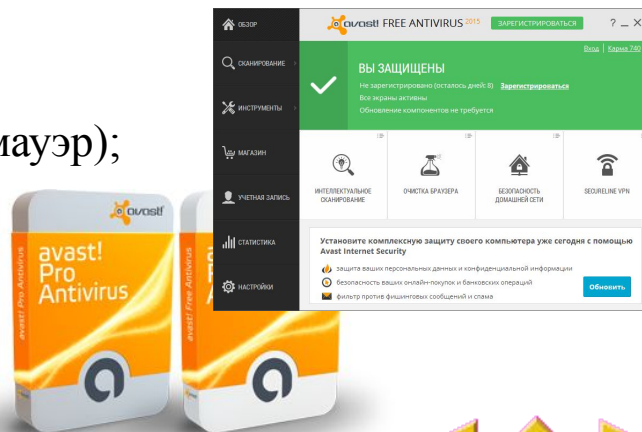 мауэр);
avast! FREE ANTIVIRUS 2015
ЗАРЕГИСТРИРОВАТЬСЯ
? _ X
Вход | Карма 740
ОБЗОР
СКАНИРОВАНИЕ
ИНСТРУМЕНТЫ
МАГАЗИН
УЧЕТНАЯ ЗАПИСЬ
СТАТИСТИКА
НАСТРОЙКИ
ВЫ ЗАЩИЩЕНЫ
Не зарегистрировано (осталось дней: 8) Зарегистрироваться
Все экраны активны
Обновление компонентов не требуется
ИНТЕЛЛЕКТУАЛЬНОЕ
СКАНИРОВАНИЕ
ОЧИСТКА БРАУЗЕРА
БЕЗОПАСНОСТЬ
ДОМАШНЕЙ СЕТИ
SECURELINE VPN
Установите комплексную защиту своего компьютера уже сегодня с помощью
Avast Internet Security
защита ваших персональных данных и конфиденциальной информации
безопасность ваших онлайн-покупок и банковских операций
фильтр против фишинговых сообщений и спама
Обновить
avast!
avast!
Pro
Antivirus
avast! Pro Antivirus
avast! Free Antivirus